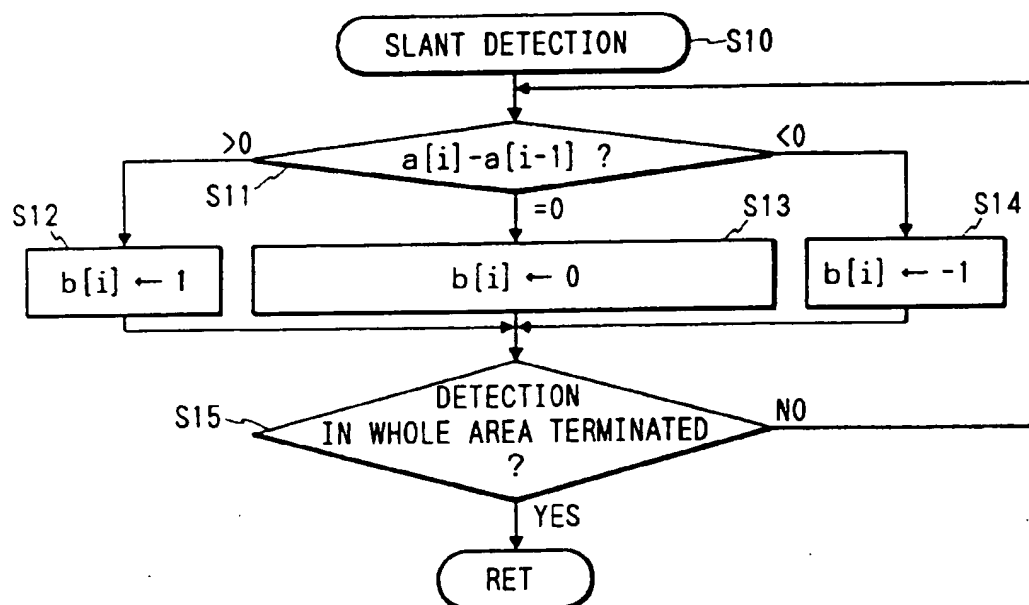 SLANT DETECTION
S10
>0
a[i]-a[i-1] ?
<0
S11
=0
S12
S13
S14
b[i] ← 1
b[i] ← 0
b[i] ← -1
S15
DETECTION
IN WHOLE AREA TERMINATED
?
NO
YES
RET